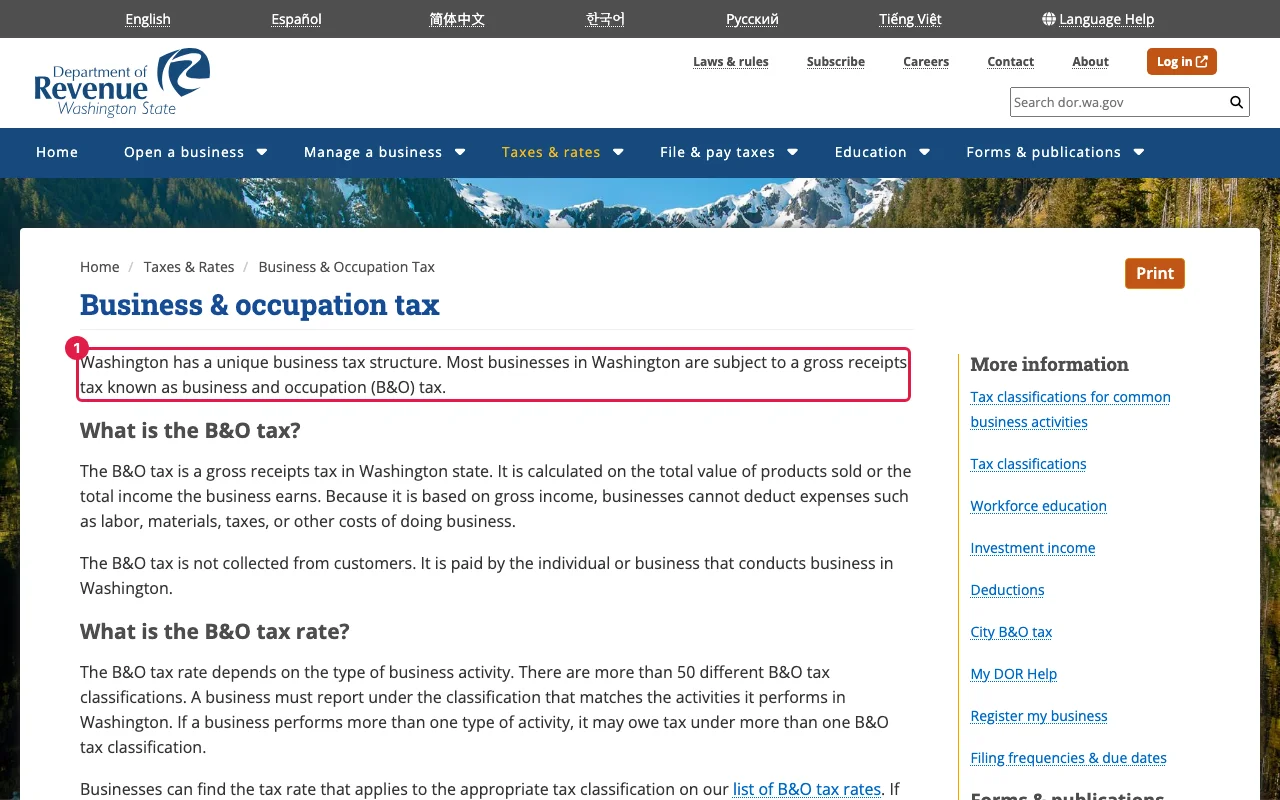 English Español 简体中文 한국어 Русский Tiếng Việt Language Help
Department of
Revenue
Washington State
Laws & rules Subscribe Careers Contact About Log in
Search dor.wa.gov
Home Open a business Manage a business Taxes & rates File & pay taxes Education Forms & publications
Home / Taxes & Rates / Business & Occupation Tax
Print
Business & occupation tax
1
Washington has a unique business tax structure. Most businesses in Washington are subject to a gross receipts
tax known as business and occupation (B&O) tax.
What is the B&O tax?
The B&O tax is a gross receipts tax in Washington state. It is calculated on the total value of products sold or the
total income the business earns. Because it is based on gross income, businesses cannot deduct expenses such
as labor, materials, taxes, or other costs of doing business.
The B&O tax is not collected from customers. It is paid by the individual or business that conducts business in
Washington.
What is the B&O tax rate?
The B&O tax rate depends on the type of business activity. There are more than 50 different B&O tax
classifications. A business must report under the classification that matches the activities it performs in
Washington. If a business performs more than one type of activity, it may owe tax under more than one B&O
tax classification.
Businesses can find the tax rate that applies to the appropriate tax classification on our list of B&O tax rates. If
More information
Tax classifications for common
business activities
Tax classifications
Workforce education
Investment income
Deductions
City B&O tax
My DOR Help
Register my business
Filing frequencies & due dates
Forms & publications